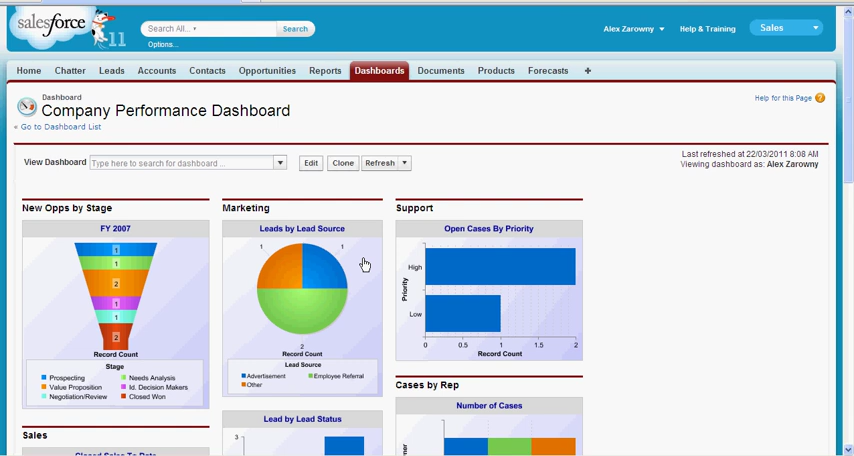 salesforce
11
Search All...
Search
Options...
Alex Zarowny
Help & Training
Sales
Home Chatter Leads Accounts Contacts Opportunities Reports Dashboards Documents Products Forecasts +
Dashboard
Company Performance Dashboard
« Go to Dashboard List
Help for this Page ?
View Dashboard Type here to search for dashboard ... Edit Clone Refresh
Last refreshed at 22/03/2011 8:08 AM
Viewing dashboard as: Alex Zarowny
New Opps by Stage
FY 2007
1
1
2
1
1
2
Record Count
Stage
Prospecting Needs Analysis
Value Proposition Id. Decision Makers
Negotiation/Review Closed Won
Sales
Closed Sales To Date
Marketing
Leads by Lead Source
1 1
2
Record Count
Lead Source
Advertisement Employee Referral
Other
Lead by Lead Status
3
Support
Open Cases By Priority
High
Priority
Low
0 0.5 1 1.5 2
Record Count
Cases by Rep
Number of Cases